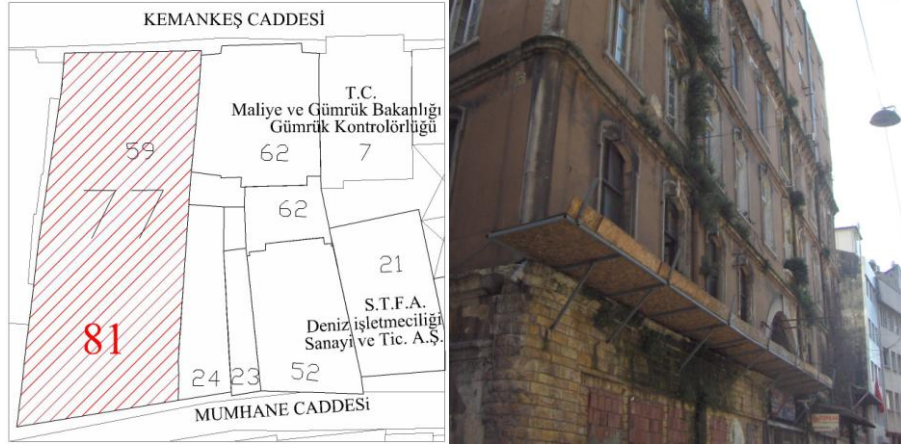 KEMANKEŞ CADDESİ
T.C.
Maliye ve Gümrük Bakanlığı
Gümrük Kontrolörlüğü
59
62
7
77
62
21
S.T.F.A.
Deniz işletmeciliği
Sanayi ve Tic. A.Ş.
81
24
23
52
MUMHANE CADDESi